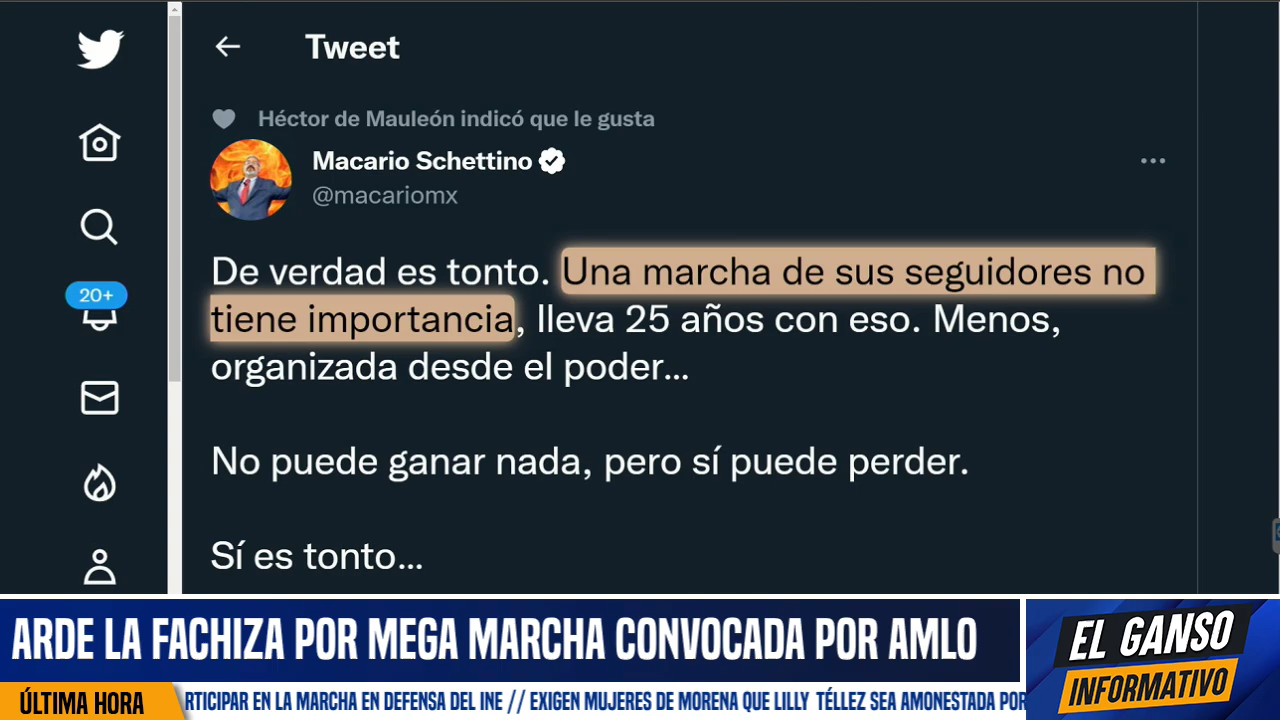 Tweet
Héctor de Mauleón indicó que le gusta
Macario Schettino
@macariomx
20+
De verdad es tonto. Una marcha de sus seguidores no
tiene importancia, lleva 25 años con eso. Menos,
organizada desde el poder...
No puede ganar nada, pero sí puede perder.
Sí es tonto...
ARDE LA FACHIZA POR MEGA MARCHA CONVOCADA POR AMLO
EL GANSO
INFORMATIVO
ÚLTIMA HORA
RTICIPAR EN LA MARCHA EN DEFENSA DEL INE // EXIGEN MUJERES DE MORENA QUE LILLY TÉLLEZ SEA AMONESTADA POR